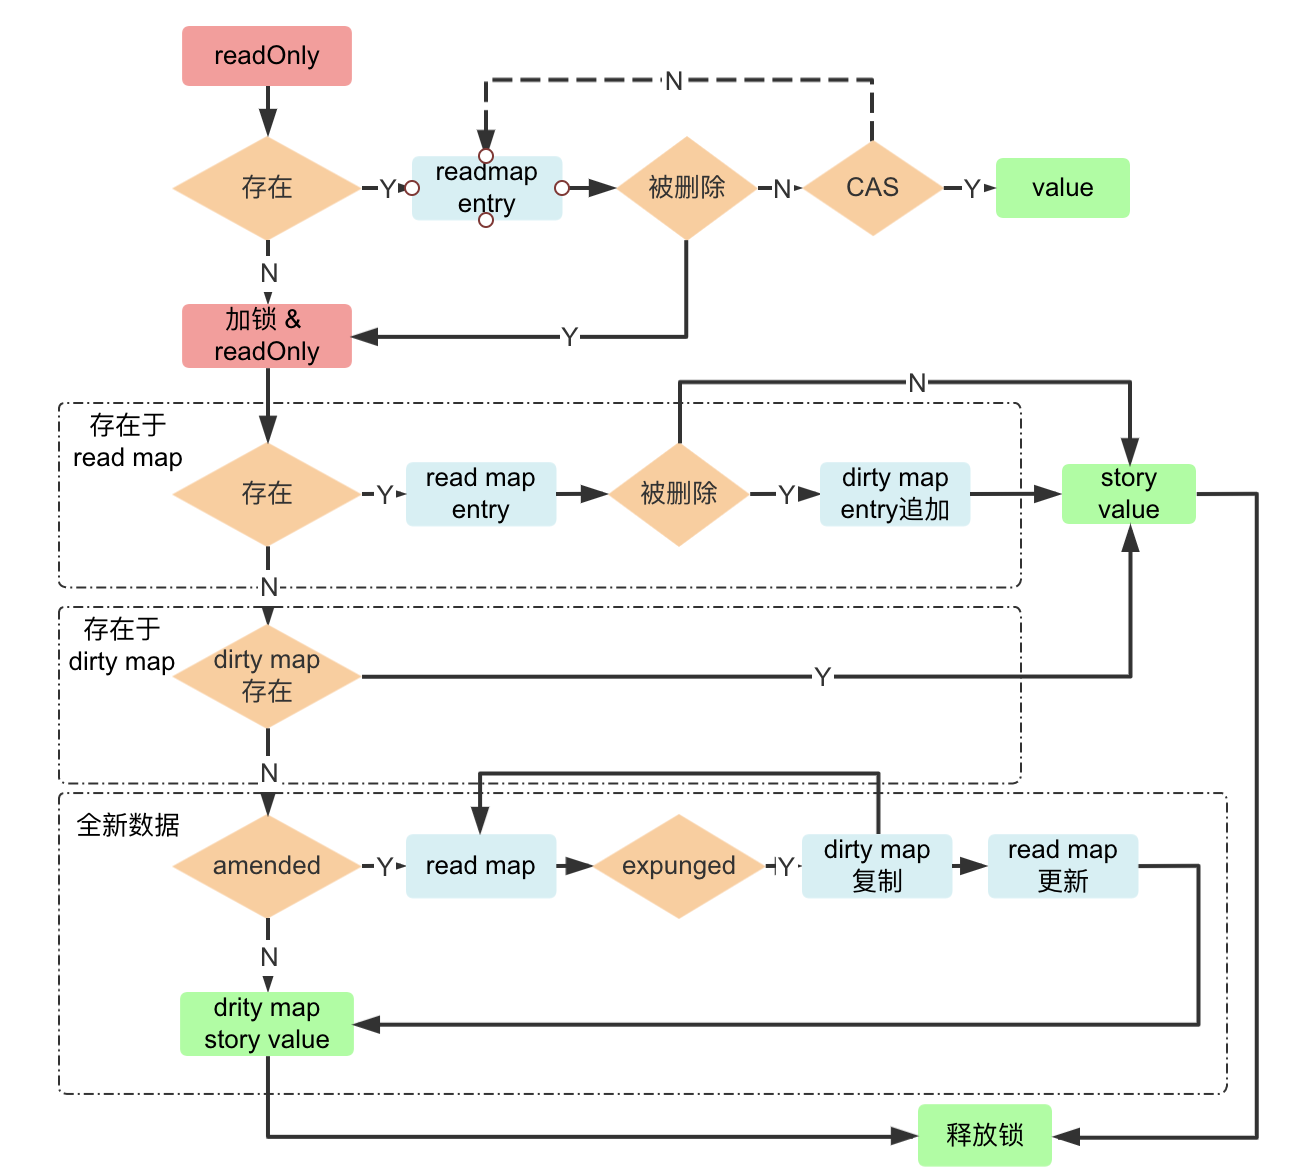 readOnly
N
存在
Y
readmap
entry
被删除
N
CAS
Y
value
N
加锁 &
readOnly
Y
N
存在于
read map
存在
Y
read map
entry
被删除
Y
dirty map
entry追加
story
value
N
存在于
dirty map
dirty map
存在
Y
N
全新数据
amended
Y
read map
expunged
Y
dirty map
复制
read map
更新
N
drity map
story value
释放锁